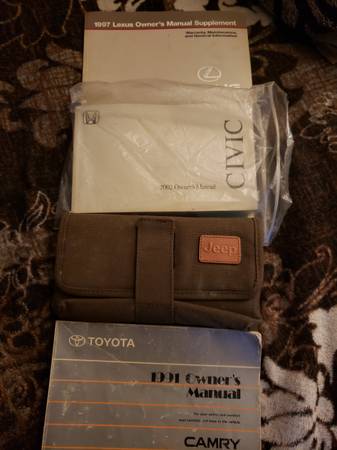 1997 Lexus Owner's Manual Supplement
Warranty, Maintenance,
and General Information
CIVIC
2002 Owner's Manual
Jeep
TOYOTA
1991 Owner's
Manual
CAMRY